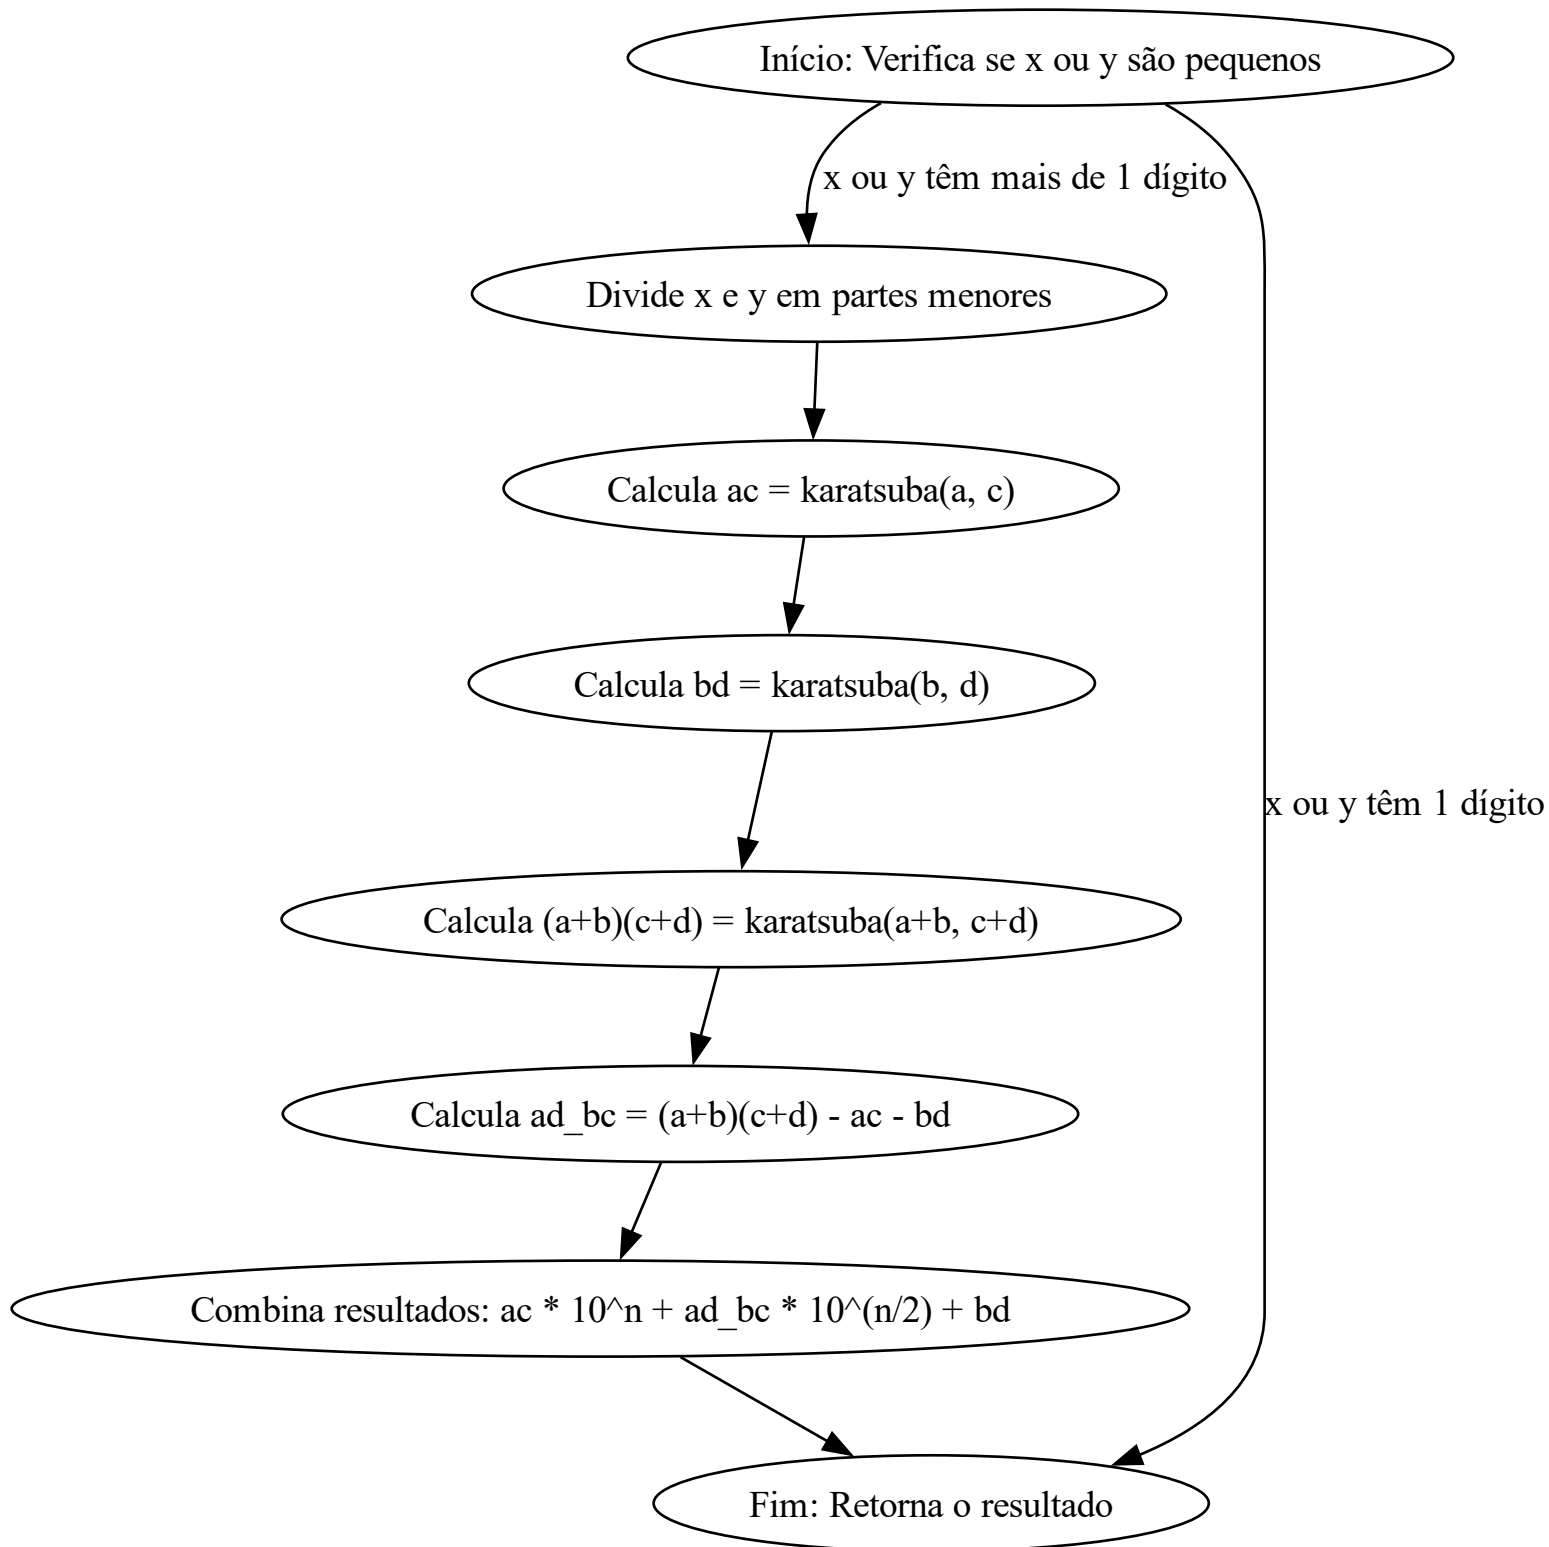 Início: Verifica se x ou y são pequenos
x ou y têm mais de 1 dígito
Divide x e y em partes menores
Calcula ac = karatsuba(a, c)
Calcula bd = karatsuba(b, d)
x ou y têm 1 dígito
Calcula (a+b)(c+d) = karatsuba(a+b, c+d)
Calcula ad_bc = (a+b)(c+d) - ac - bd
Combina resultados: ac * 10^n + ad_bc * 10^(n/2) + bd
Fim: Retorna o resultado